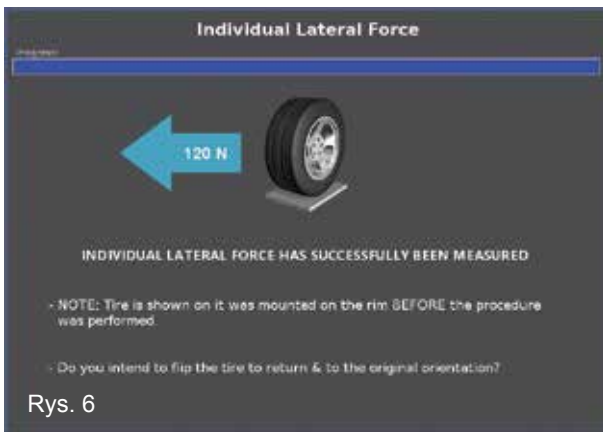 Individual Lateral Force
Progress
120 N
INDIVIDUAL LATERAL FORCE HAS SUCCESSFULLY BEEN MEASURED
- NOTE: Tire is shown on it was mounted on the rim BEFORE the procedure
was performed.
- Do you intend to flip the tire to return & to the original orientation?
Rys. 6